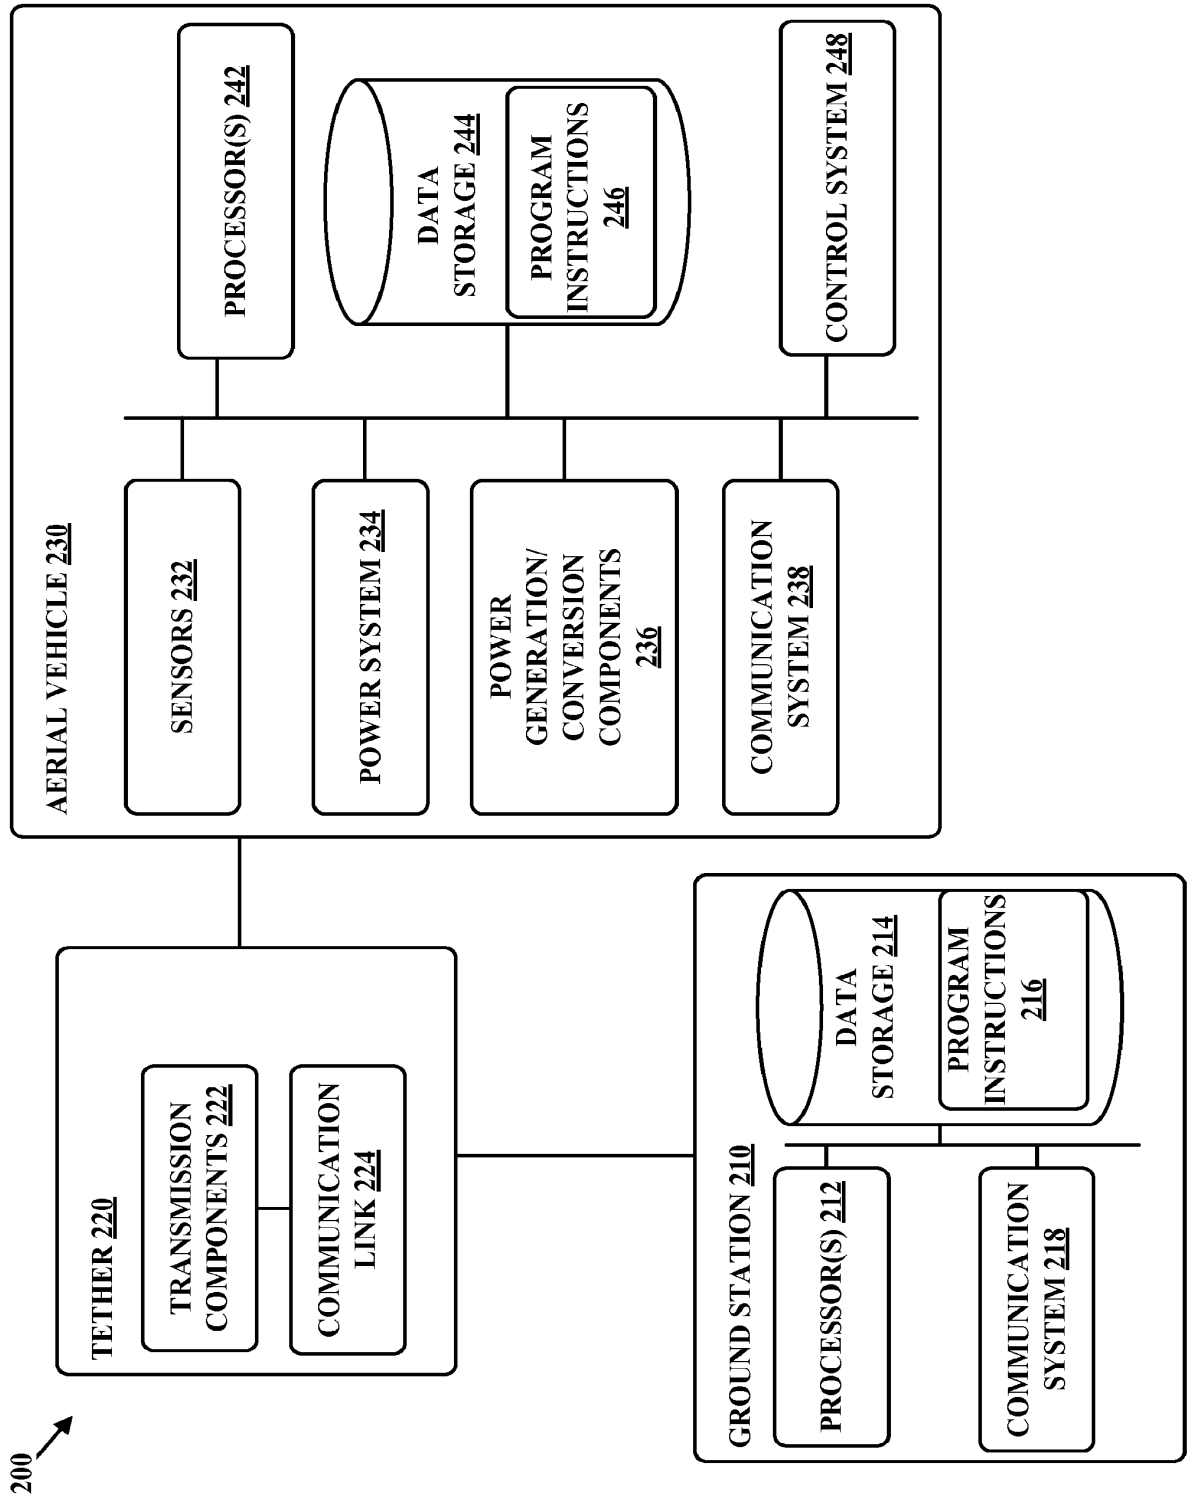 200
TETHER 220
TRANSMISSION
COMPONENTS 222
COMMUNICATION
LINK 224
AERIAL VEHICLE 230
SENSORS 232
POWER SYSTEM 234
POWER
GENERATION/
CONVERSION
COMPONENTS
236
COMMUNICATION
SYSTEM 238
PROCESSOR(S) 242
DATA
STORAGE 244
PROGRAM
INSTRUCTIONS
246
CONTROL SYSTEM 248
GROUND STATION 210
PROCESSOR(S) 212
COMMUNICATION
SYSTEM 218
DATA
STORAGE 214
PROGRAM
INSTRUCTIONS
216